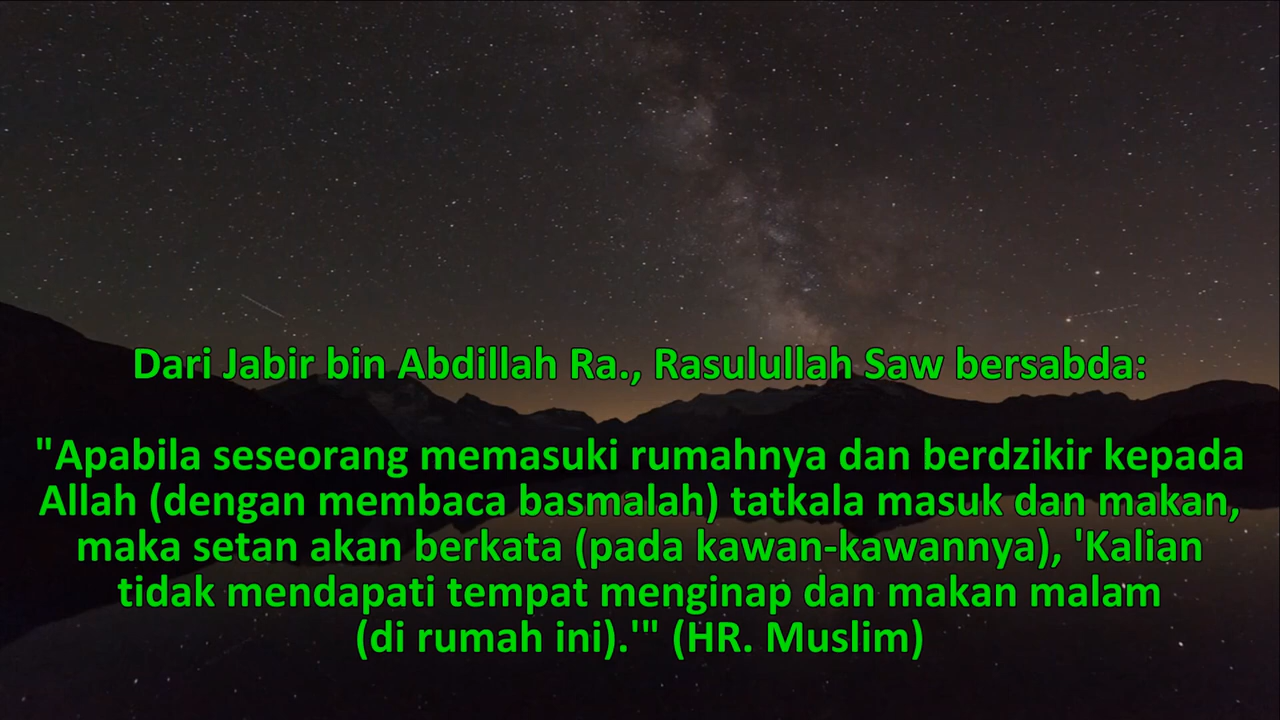 Dari Jabir bin Abdillah Ra., Rasulullah Saw bersabda:
"Apabila seseorang memasuki rumahnya dan berdzikir kepada
Allah (dengan membaca basmalah) tatkala masuk dan makan,
maka setan akan berkata (pada kawan-kawannya), 'Kalian
tidak mendapati tempat menginap dan makan malam
(di rumah ini).'" (HR. Muslim)